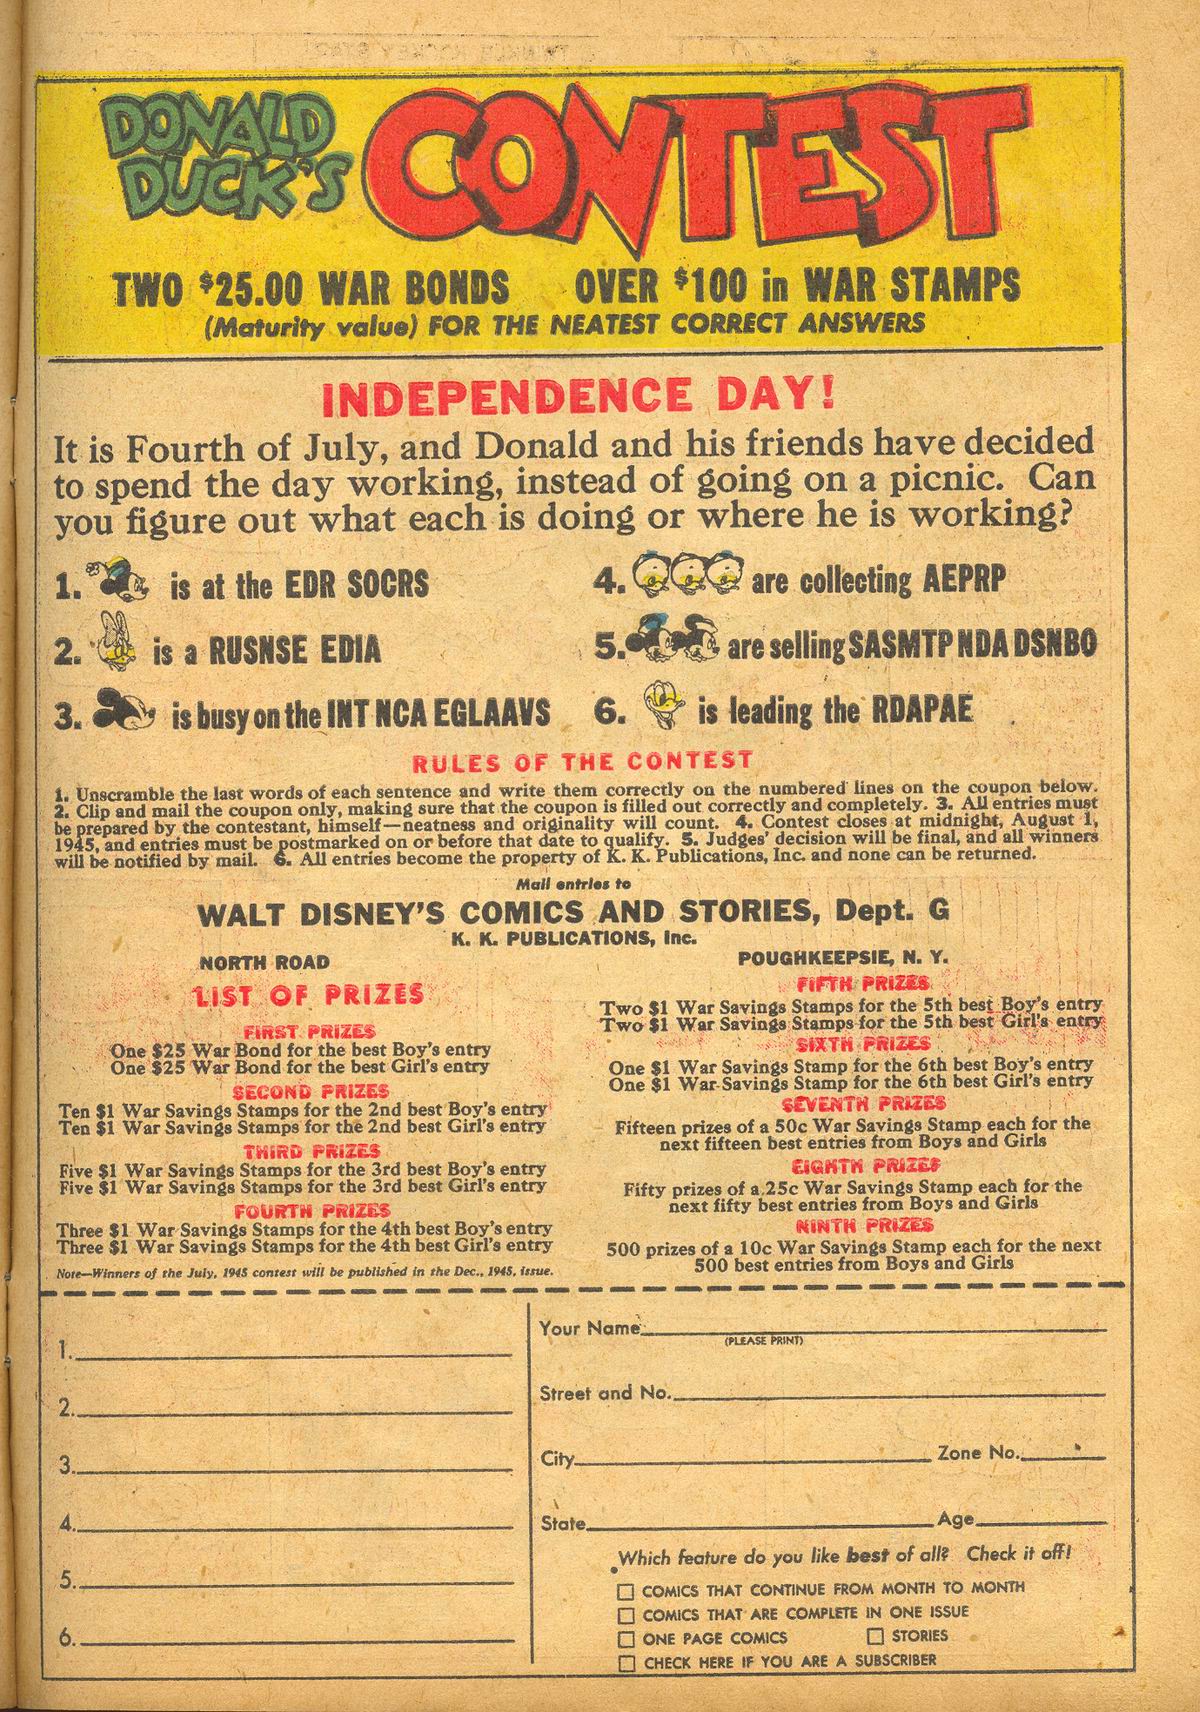 DONALD DUCK'S CONTEST
TWO $25.00 WAR BONDS OVER $100 in WAR STAMPS
(Maturity value) FOR THE NEATEST CORRECT ANSWERS
INDEPENDENCE DAY!
It is Fourth of July, and Donald and his friends have decided
to spend the day working, instead of going on a picnic. Can
you figure out what each is doing or where he is working?
1. is at the EDR SOCRS
2. is a RUSNSE EDIA
3. is busy on the INT NCA EGLAAVS
4. are collecting AEPRP
5. are selling SASMTP NDA DSNBO
6. is leading the RDAPAE
RULES OF THE CONTEST
1. Unscramble the last words of each sentence and write them correctly on the numbered lines on the coupon below.
2. Clip and mail the coupon only, making sure that the coupon is filled out correctly and completely. 3. All entries must
be prepared by the contestant, himself—neatness and originality will count. 4. Contest closes at midnight, August 1,
1945, and entries must be postmarked on or before that date to qualify. 5. Judges' decision will be final, and all winners
will be notified by mail. 6. All entries become the property of K. K. Publications, Inc. and none can be returned.
Mail entries to
WALT DISNEY'S COMICS AND STORIES, Dept. G
K. K. PUBLICATIONS, Inc.
NORTH ROAD POUGHKEEPSIE, N. Y.
LIST OF PRIZES
FIRST PRIZES
One $25 War Bond for the best Boy's entry
One $25 War Bond for the best Girl's entry
SECOND PRIZES
Ten $1 War Savings Stamps for the 2nd best Boy's entry
Ten $1 War Savings Stamps for the 2nd best Girl's entry
THIRD PRIZES
Five $1 War Savings Stamps for the 3rd best Boy's entry
Five $1 War Savings Stamps for the 3rd best Girl's entry
FOURTH PRIZES
Three $1 War Savings Stamps for the 4th best Boy's entry
Three $1 War Savings Stamps for the 4th best Girl's entry
Note—Winners of the July, 1945 contest will be published in the Dec., 1945, issue.
FIFTH PRIZES
Two $1 War Savings Stamps for the 5th best Boy's entry
Two $1 War Savings Stamps for the 5th best Girl's entry
SIXTH PRIZES
One $1 War Savings Stamp for the 6th best Boy's entry
One $1 War Savings Stamp for the 6th best Girl's entry
SEVENTH PRIZES
Fifteen prizes of a 50c War Savings Stamp each for the
next fifteen best entries from Boys and Girls
EIGHTH PRIZES
Fifty prizes of a 25c War Savings Stamp each for the
next fifty best entries from Boys and Girls
NINTH PRIZES
500 prizes of a 10c War Savings Stamp each for the next
500 best entries from Boys and Girls
1.
2.
3.
4.
5.
6.
Your Name
(PLEASE PRINT)
Street and No.
City Zone No.
State Age
Which feature do you like best of all? Check it off!
COMICS THAT CONTINUE FROM MONTH TO MONTH
COMICS THAT ARE COMPLETE IN ONE ISSUE
ONE PAGE COMICS STORIES
CHECK HERE IF YOU ARE A SUBSCRIBER